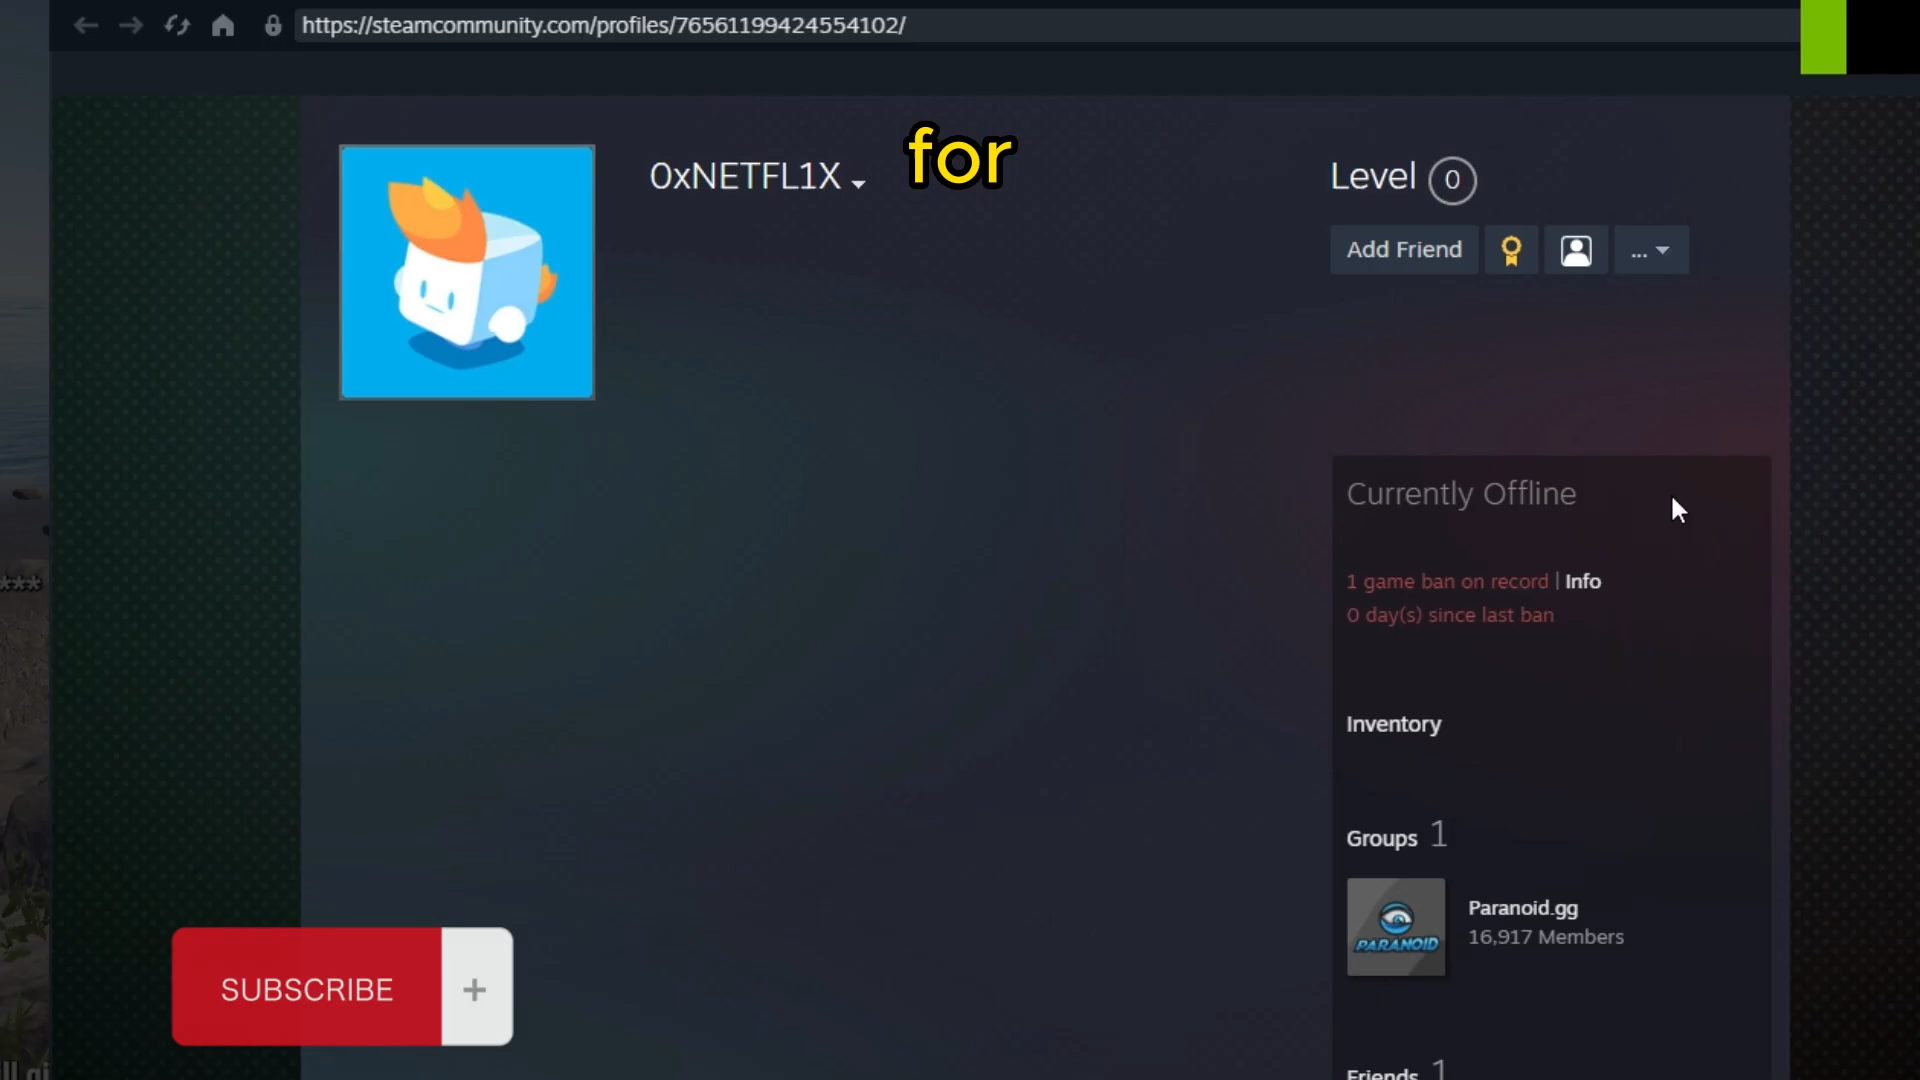 https://steamcommunity.com/profiles/76561199424554102/
0xNETFL1X
for
Level 0
Add Friend
...
Currently Offline
1 game ban on record | Info
0 day(s) since last ban
***
Inventory
Groups 1
PARANOID
Paranoid.gg
16,917 Members
SUBSCRIBE +
Friends 1